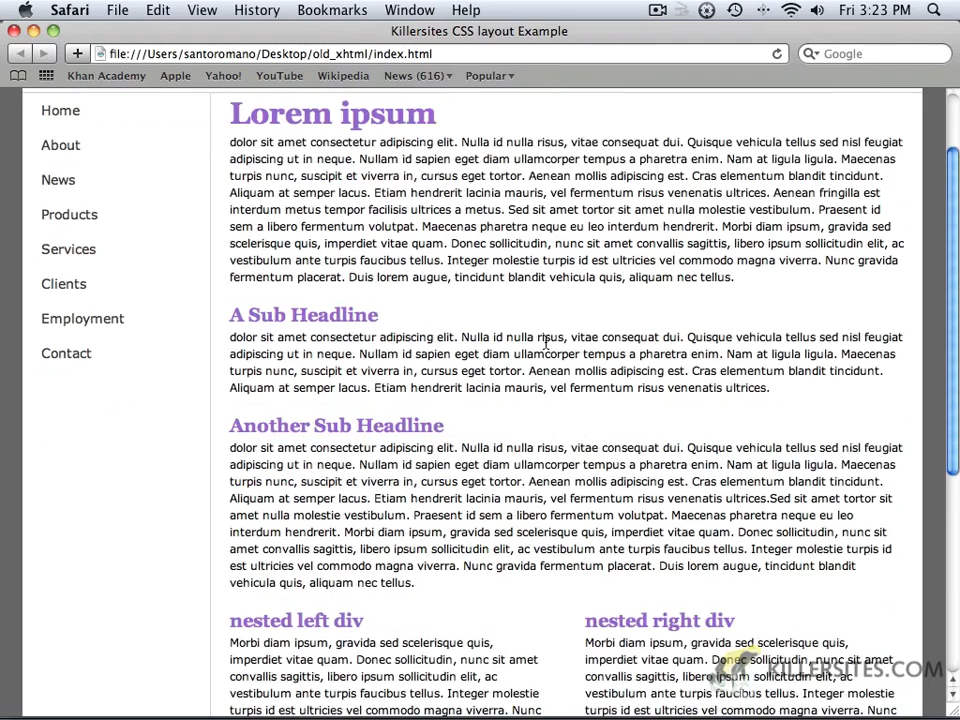 Safari File Edit View History Bookmarks Window Help Fri 3:23 PM
Killersites CSS layout Example
file:///Users/santoromano/Desktop/old_xhtml/index.html
Google
Khan Academy Apple Yahoo! YouTube Wikipedia News (616) Popular
Home
About
News
Products
Services
Clients
Employment
Contact
Lorem ipsum
dolor sit amet consectetur adipiscing elit. Nulla id nulla risus, vitae consequat dui. Quisque vehicula tellus sed nisl feugiat
adipiscing ut in neque. Nullam id sapien eget diam ullamcorper tempus a pharetra enim. Nam at ligula ligula. Maecenas
turpis nunc, suscipit et viverra in, cursus eget tortor. Aenean mollis adipiscing est. Cras elementum blandit tincidunt.
Aliquam at semper lacus. Etiam hendrerit lacinia mauris, vel fermentum risus venenatis ultrices. Aenean fringilla est
interdum metus tempor facilisis ultrices a metus. Sed sit amet tortor sit amet nulla molestie vestibulum. Praesent id
sem a libero fermentum volutpat. Maecenas pharetra neque eu leo interdum hendrerit. Morbi diam ipsum, gravida sed
scelerisque quis, imperdiet vitae quam. Donec sollicitudin, nunc sit amet convallis sagittis, libero ipsum sollicitudin elit, ac
vestibulum ante turpis faucibus tellus. Integer molestie turpis id est ultricies vel commodo magna viverra. Nunc gravida
fermentum placerat. Duis lorem augue, tincidunt blandit vehicula quis, aliquam nec tellus.
A Sub Headline
dolor sit amet consectetur adipiscing elit. Nulla id nulla risus, vitae consequat dui. Quisque vehicula tellus sed nisl feugiat
adipiscing ut in neque. Nullam id sapien eget diam ullamcorper tempus a pharetra enim. Nam at ligula ligula. Maecenas
turpis nunc, suscipit et viverra in, cursus eget tortor. Aenean mollis adipiscing est. Cras elementum blandit tincidunt.
Aliquam at semper lacus. Etiam hendrerit lacinia mauris, vel fermentum risus venenatis ultrices.
Another Sub Headline
dolor sit amet consectetur adipiscing elit. Nulla id nulla risus, vitae consequat dui. Quisque vehicula tellus sed nisl feugiat
adipiscing ut in neque. Nullam id sapien eget diam ullamcorper tempus a pharetra enim. Nam at ligula ligula. Maecenas
turpis nunc, suscipit et viverra in, cursus eget tortor. Aenean mollis adipiscing est. Cras elementum blandit tincidunt.
Aliquam at semper lacus. Etiam hendrerit lacinia mauris, vel fermentum risus venenatis ultrices.Sed sit amet tortor sit
amet nulla molestie vestibulum. Praesent id sem a libero fermentum volutpat. Maecenas pharetra neque eu leo
interdum hendrerit. Morbi diam ipsum, gravida sed scelerisque quis, imperdiet vitae quam. Donec sollicitudin, nunc sit
amet convallis sagittis, libero ipsum sollicitudin elit, ac vestibulum ante turpis faucibus tellus. Integer molestie turpis id
est ultricies vel commodo magna viverra. Nunc gravida fermentum placerat. Duis lorem augue, tincidunt blandit
vehicula quis, aliquam nec tellus.
nested left div
Morbi diam ipsum, gravida sed scelerisque quis,
imperdiet vitae quam. Donec sollicitudin, nunc sit amet
convallis sagittis, libero ipsum sollicitudin elit, ac
vestibulum ante turpis faucibus tellus. Integer molestie
turpis id est ultricies vel commodo magna viverra. Nunc
nested right div
Morbi diam ipsum, gravida sed scelerisque quis,
imperdiet vitae quam. Donec sollicitudin, nunc sit amet
convallis sagittis, libero ipsum sollicitudin elit, ac
vestibulum ante turpis faucibus tellus. Integer molestie
turpis id est ultricies vel commodo magna viverra. Nunc
KILLERSITES.COM